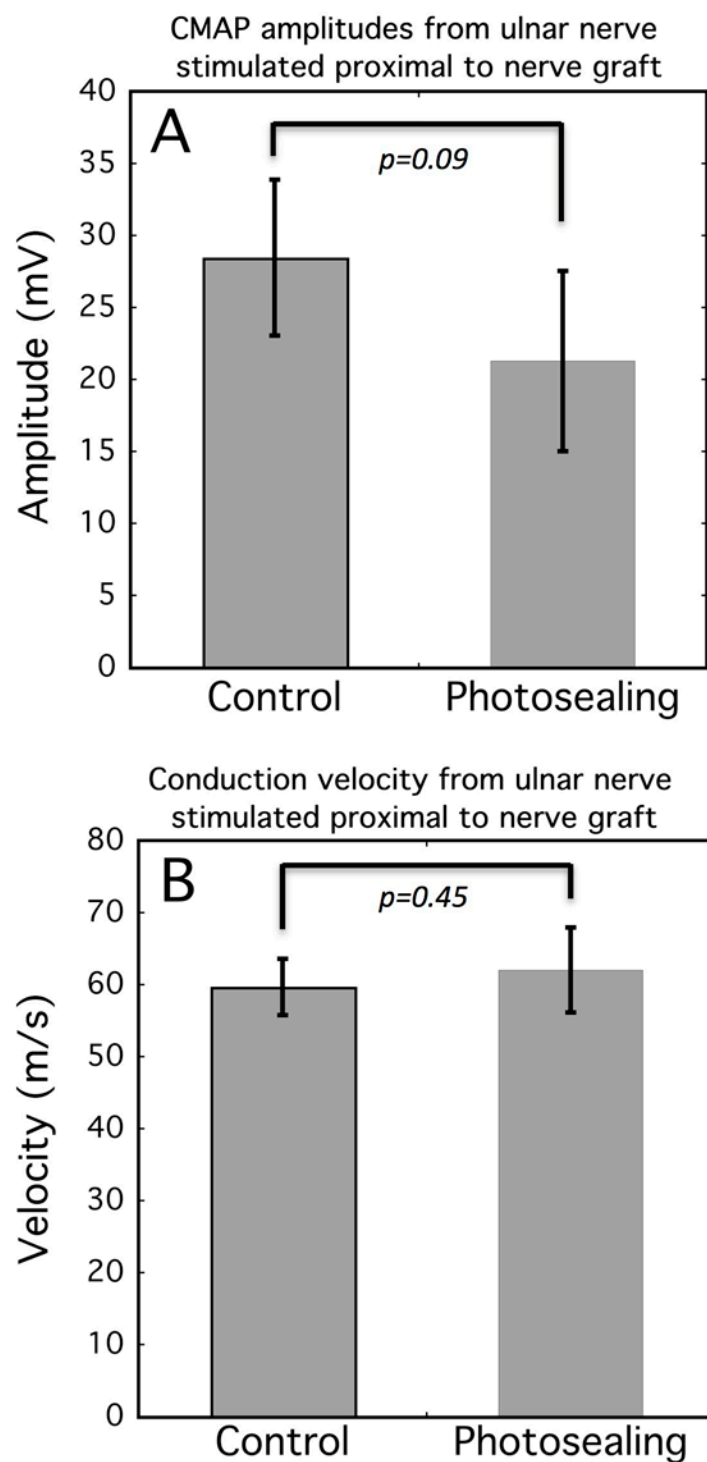 CMAP amplitudes from ulnar nerve
stimulated proximal to nerve graft
A
p=0.09
Amplitude (mV)
40
35
30
25
20
15
10
5
0
Control Photosealing
Conduction velocity from ulnar nerve
stimulated proximal to nerve graft
B
p=0.45
Velocity (m/s)
80
70
60
50
40
30
20
10
0
Control Photosealing